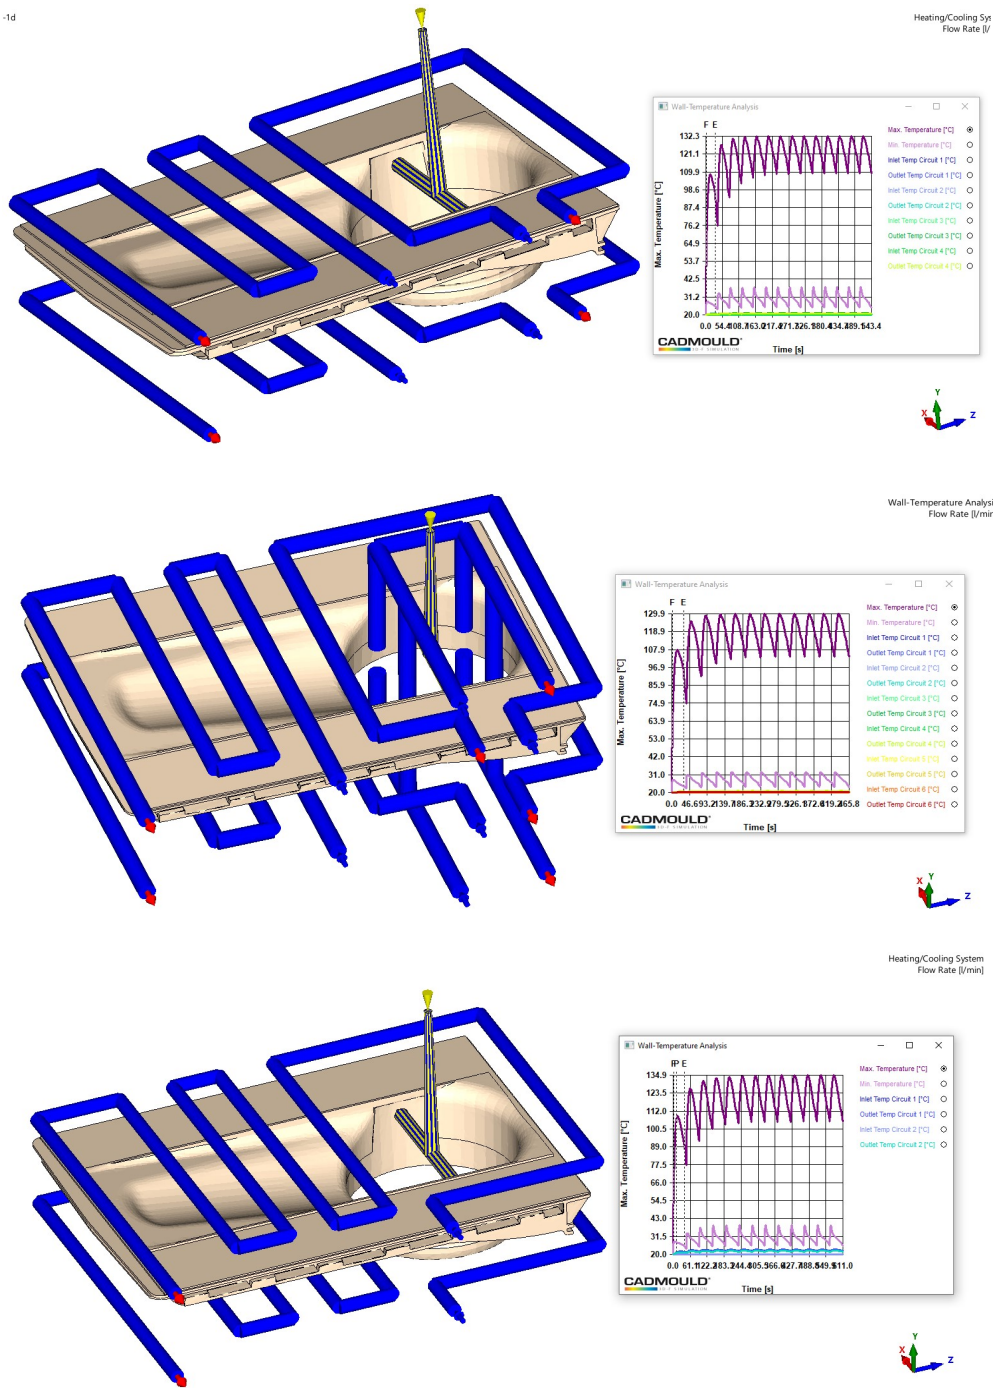 -1d
Heating/Cooling Sys
Flow Rate [l/
Wall-Temperature Analysis
F E
132.3
121.1
109.9
98.6
87.4
76.2
64.9
53.7
42.5
31.2
20.0
Max. Temperature [°C]
Time [s]
CADMOULD®
3D-F SIMULATION
Max. Temperature [°C]
Min. Temperature [°C]
Inlet Temp Circuit 1 [°C]
Outlet Temp Circuit 1 [°C]
Inlet Temp Circuit 2 [°C]
Outlet Temp Circuit 2 [°C]
Inlet Temp Circuit 3 [°C]
Outlet Temp Circuit 3 [°C]
Inlet Temp Circuit 4 [°C]
Outlet Temp Circuit 4 [°C]
Y
X
Z
Wall-Temperature Analysi
Flow Rate [l/min
Wall-Temperature Analysis
F E
129.9
118.9
107.9
96.9
85.9
74.9
63.9
53.0
42.0
31.0
20.0
Max. Temperature [°C]
Time [s]
CADMOULD®
3D-F SIMULATION
Max. Temperature [°C]
Min. Temperature [°C]
Inlet Temp Circuit 1 [°C]
Outlet Temp Circuit 1 [°C]
Inlet Temp Circuit 2 [°C]
Outlet Temp Circuit 2 [°C]
Inlet Temp Circuit 3 [°C]
Outlet Temp Circuit 3 [°C]
Inlet Temp Circuit 4 [°C]
Outlet Temp Circuit 4 [°C]
Inlet Temp Circuit 5 [°C]
Outlet Temp Circuit 5 [°C]
Inlet Temp Circuit 6 [°C]
Outlet Temp Circuit 6 [°C]
X
Y
Z
Heating/Cooling System
Flow Rate [l/min]
Wall-Temperature Analysis
E
134.9
123.5
112.0
100.5
89.0
77.5
66.0
54.5
43.0
31.5
20.0
Max. Temperature [°C]
Time [s]
CADMOULD®
3D-F SIMULATION
Max. Temperature [°C]
Min. Temperature [°C]
Inlet Temp Circuit 1 [°C]
Outlet Temp Circuit 1 [°C]
Inlet Temp Circuit 2 [°C]
Outlet Temp Circuit 2 [°C]
Y
X
Z